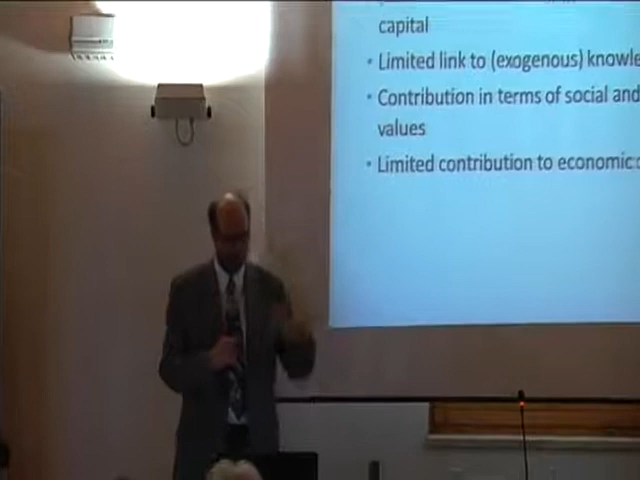 capital
• Limited link to (exogenous) knowle
• Contribution in terms of social and
values
• Limited contribution to economic